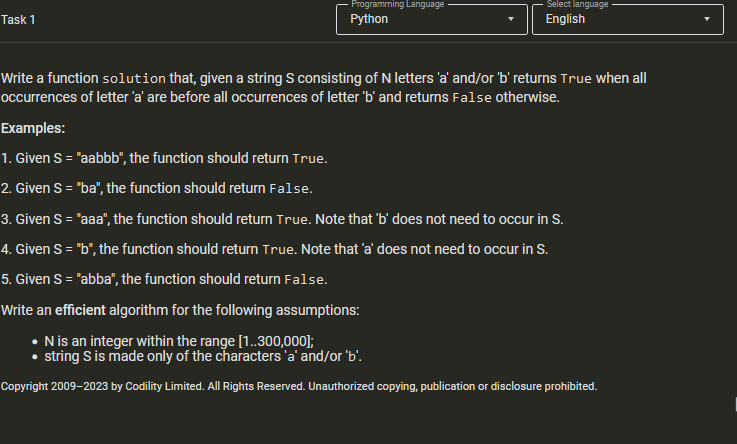 Task 1
Programming Language
Python
Select language
English
Write a function solution that, given a string S consisting of N letters 'a' and/or 'b' returns True when all
occurrences of letter 'a' are before all occurrences of letter 'b' and returns False otherwise.
Examples:
1. Given S = "aabbb", the function should return True.
2. Given S = "ba", the function should return False.
3. Given S = "aaa", the function should return True. Note that 'b' does not need to occur in S.
4. Given S = "b", the function should return True. Note that 'a' does not need to occur in S.
5. Given S = "abba", the function should return False.
Write an efficient algorithm for the following assumptions:
• N is an integer within the range [1..300,000];
• string S is made only of the characters 'a' and/or 'b'.
Copyright 2009–2023 by Codility Limited. All Rights Reserved. Unauthorized copying, publication or disclosure prohibited.